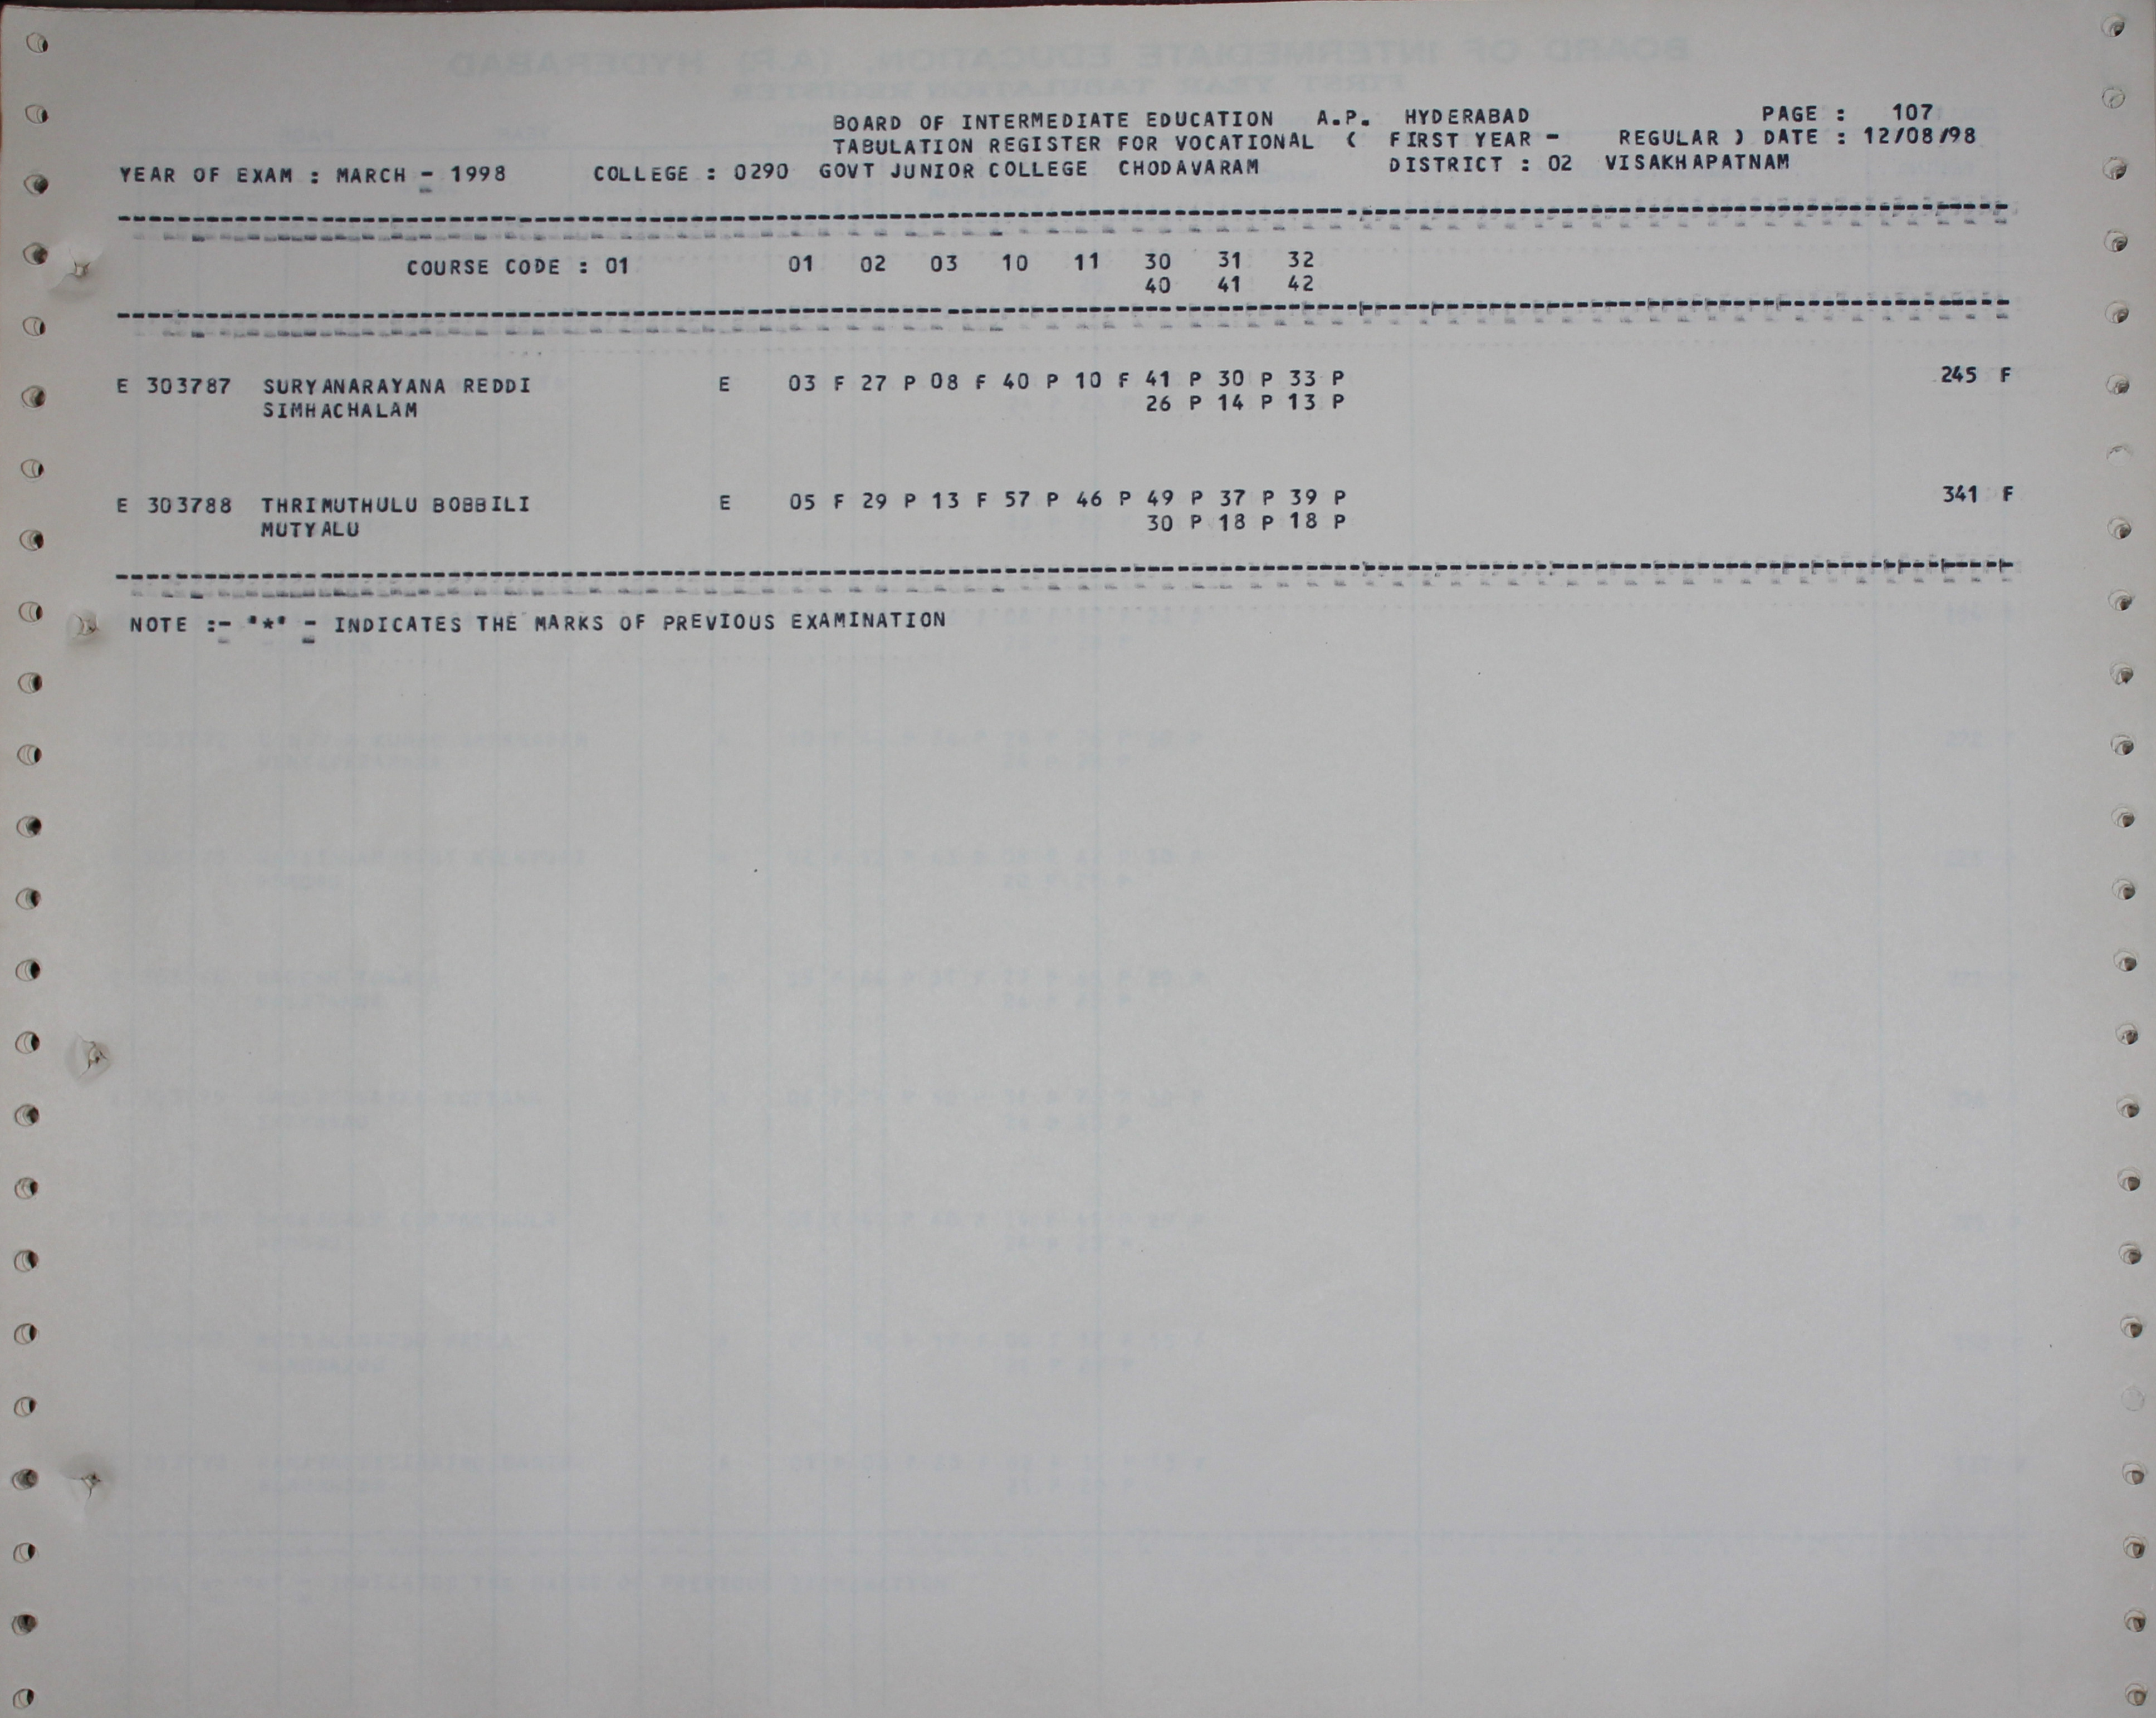 BOARD OF INTERMEDIATE EDUCATION A.P. HYDERABAD PAGE : 107
TABULATION REGISTER FOR VOCATIONAL ( FIRST YEAR - REGULAR ) DATE : 12/08/98
YEAR OF EXAM : MARCH - 1998 COLLEGE : 0290 GOVT JUNIOR COLLEGE CHODAVARAM DISTRICT : 02 VISAKHAPATNAM
COURSE CODE : 01 01 02 03 10 11 30 31 32
40 41 42
E 303787 SURYANARAYANA REDDI E 03 F 27 P 08 F 40 P 10 F 41 P 30 P 33 P 245 F
SIMHACHALAM 26 P 14 P 13 P
E 303788 THRIMUTHULU BOBBILI E 05 F 29 P 13 F 57 P 46 P 49 P 37 P 39 P 341 F
MUTYALU 30 P 18 P 18 P
NOTE :- "*" - INDICATES THE MARKS OF PREVIOUS EXAMINATION